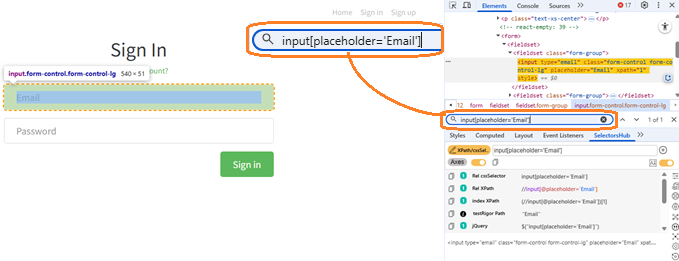 Home Sign in Sign up
input[placeholder='Email']
Sign In
count?
input.form-control.form-control-lg 540 × 51
Email
Password
Sign in
Elements
17
<p class="text-xs-center"> </p>
<!-- react-empty: 39 -->
<form>
<fieldset>
<fieldset class="form-group">
<input type="email" class="form-control form-contr
ol-lg" placeholder="Email" xpath="1"
style> == $0
</fieldset>
<fieldset class="form-group"> </fieldset>
12 form fieldset fieldset.form-group input.form-control.form-control-lg
input[placeholder='Email']
1 of 1
Styles Computed Layout Event Listeners SelectorsHub
XPath/cssSelector input[placeholder='Email']
Axes
Rel cssSelector input[placeholder='Email']
Rel XPath //input[@placeholder='Email']
index XPath (//input[@placeholder='Email'])[1]
testRigor Path "Email"
jQuery $("input[placeholder='Email']")
<input type="email" class="form-control form-control-lg" placeholder="Email" xpat...